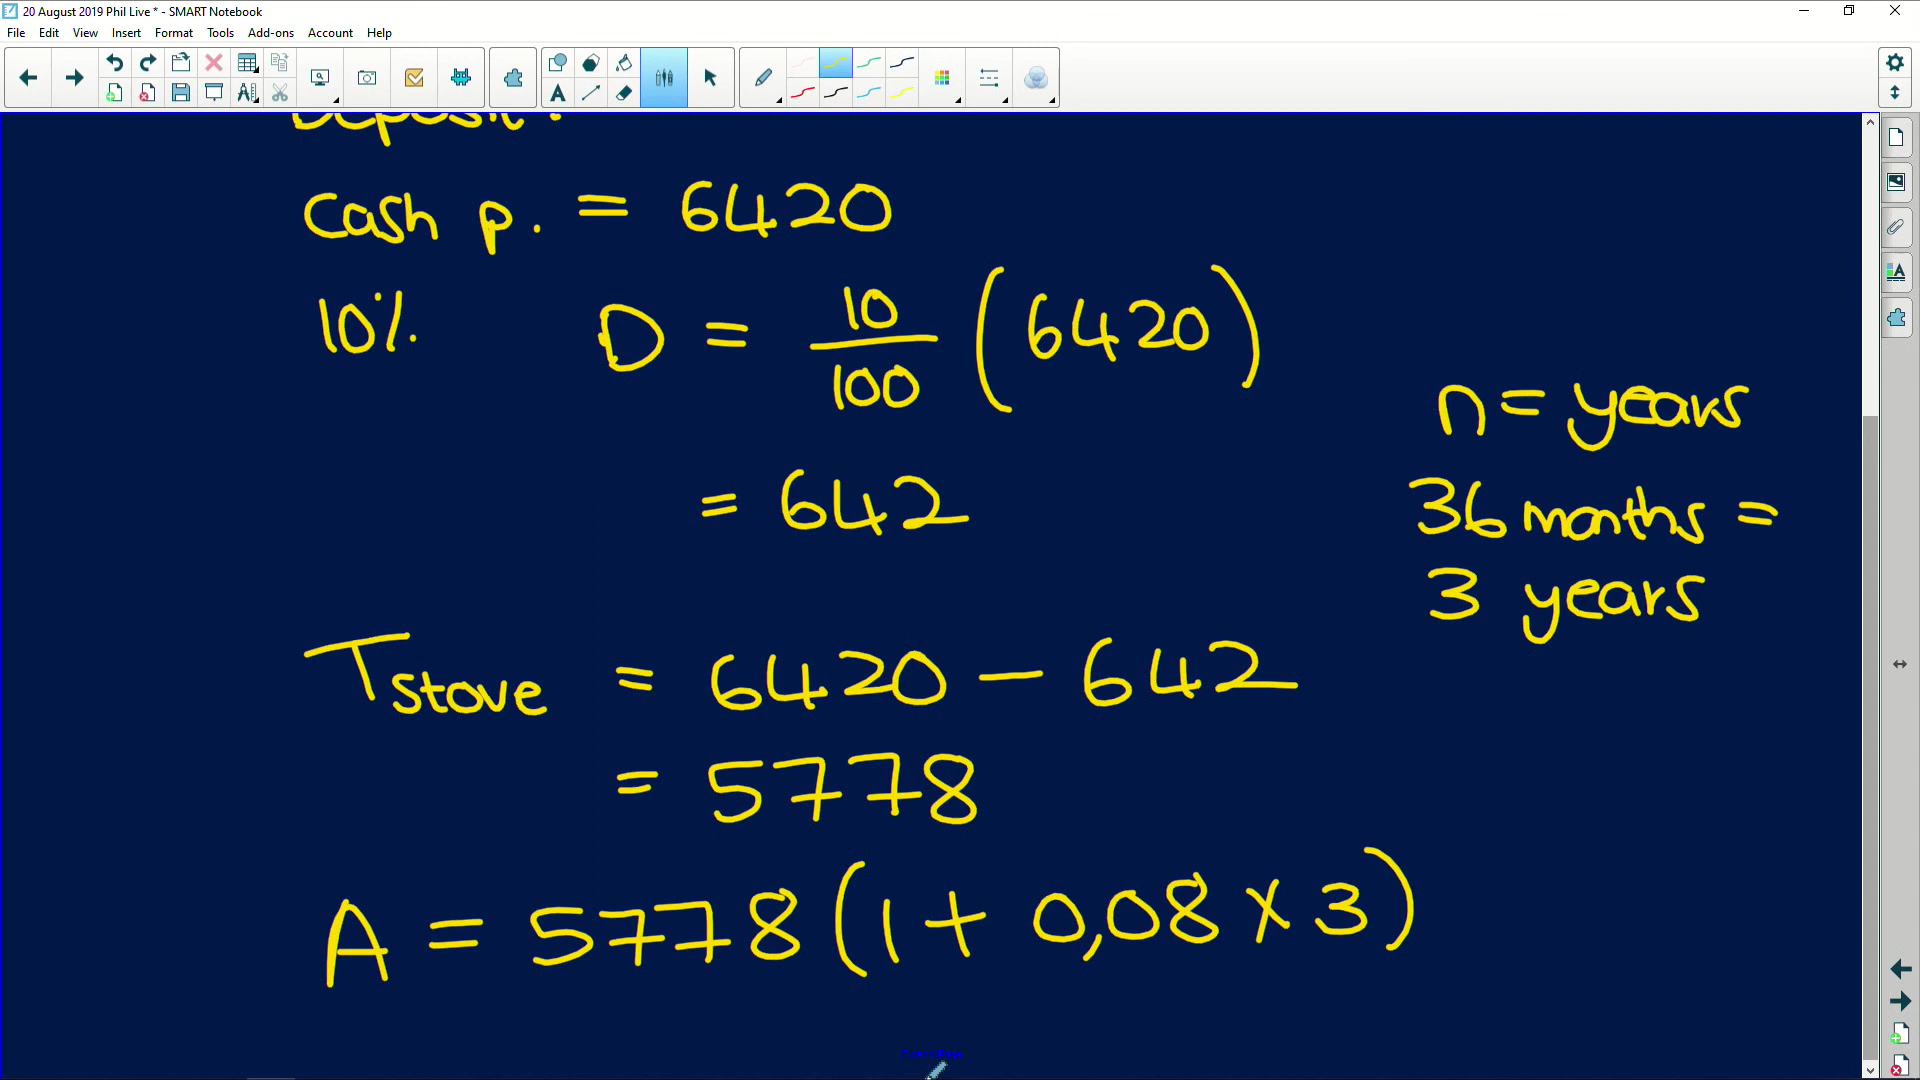 20 August 2019 Phil Live * - SMART Notebook
File Edit View Insert Format Tools Add-ons Account Help
Deposit :
Cash p. = 6420
10% D = 10/100 (6420)
n = years
= 642
36 months =
3 years
Tstove = 6420 - 642
= 5778
A = 5778 (1 + 0,08 x 3)